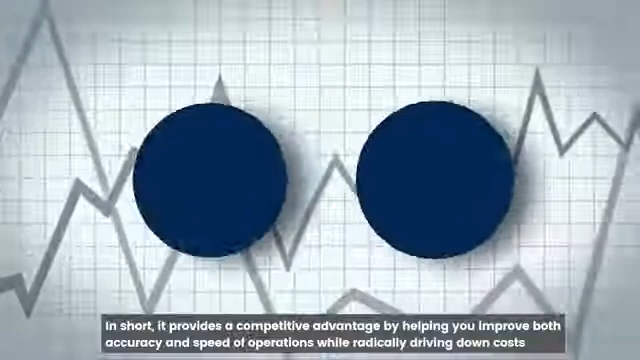 In short, it provides a competitive advantage by helping you improve both
accuracy and speed of operations while radically driving down costs